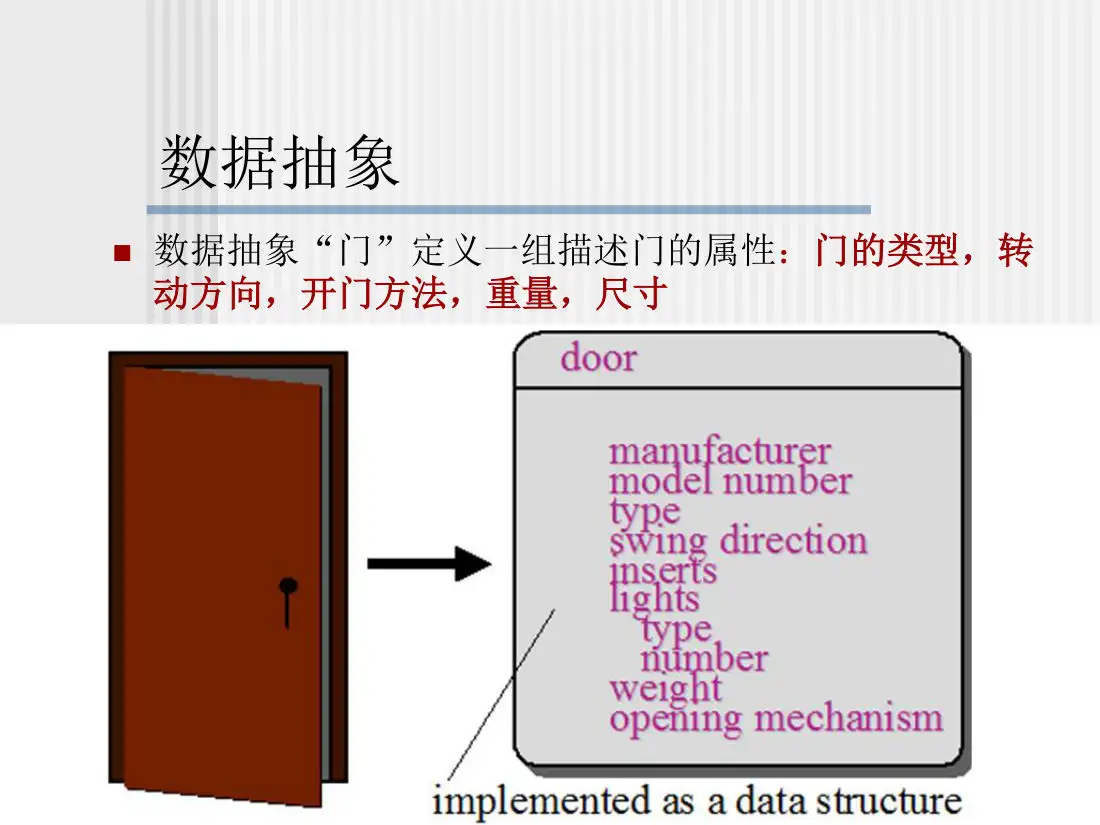 数据抽象
数据抽象“门”定义一组描述门的属性：门的类型，转
动方向，开门方法，重量，尺寸
door
manufacturer
model number
type
swing direction
inserts
lights
type
number
weight
opening mechanism
implemented as a data structure